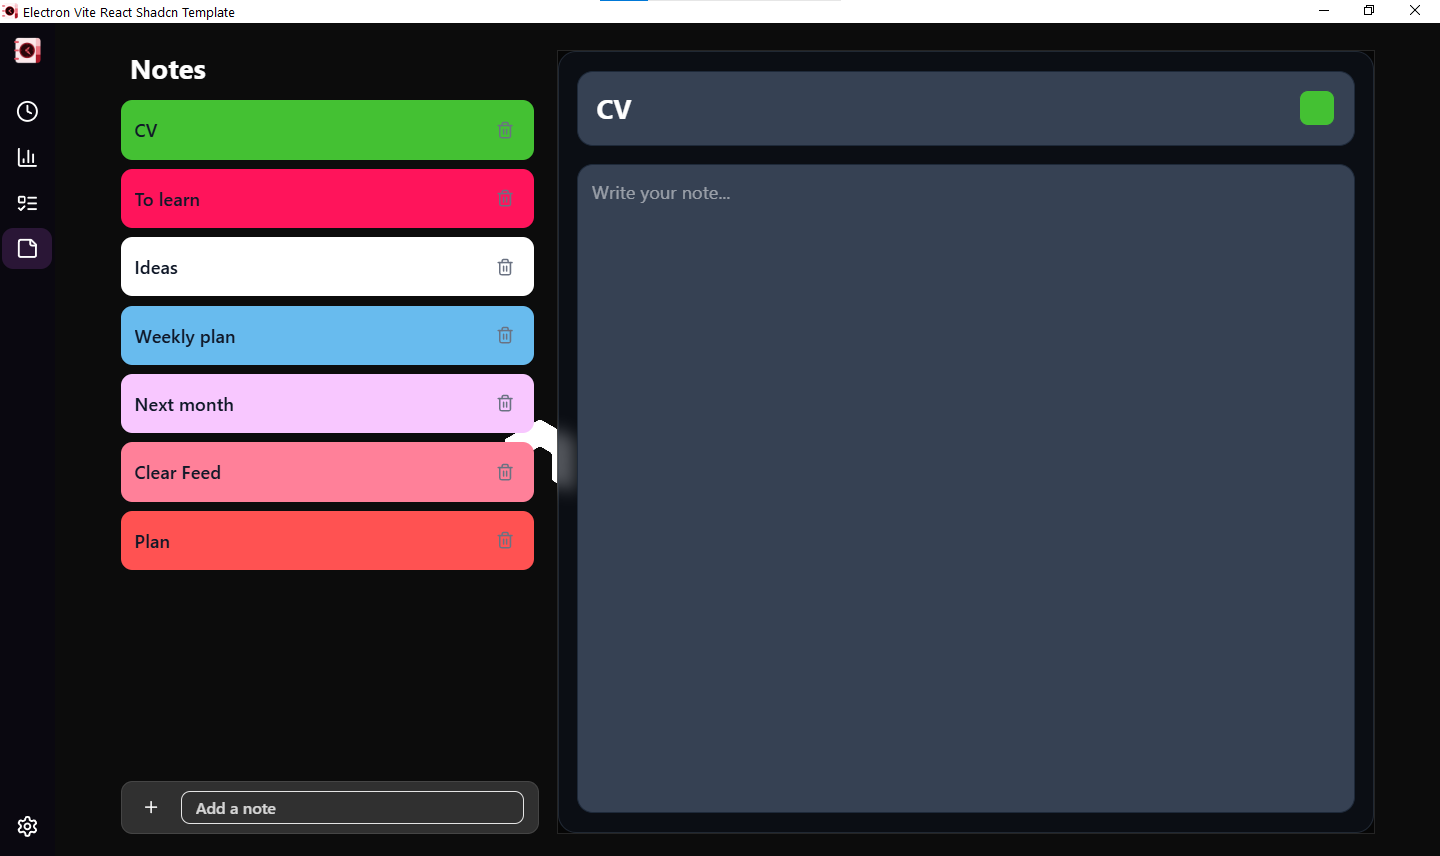 Electron Vite React Shadcn Template
Notes
CV
To learn
Ideas
Weekly plan
Next month
Clear Feed
Plan
Add a note
CV
Write your note...